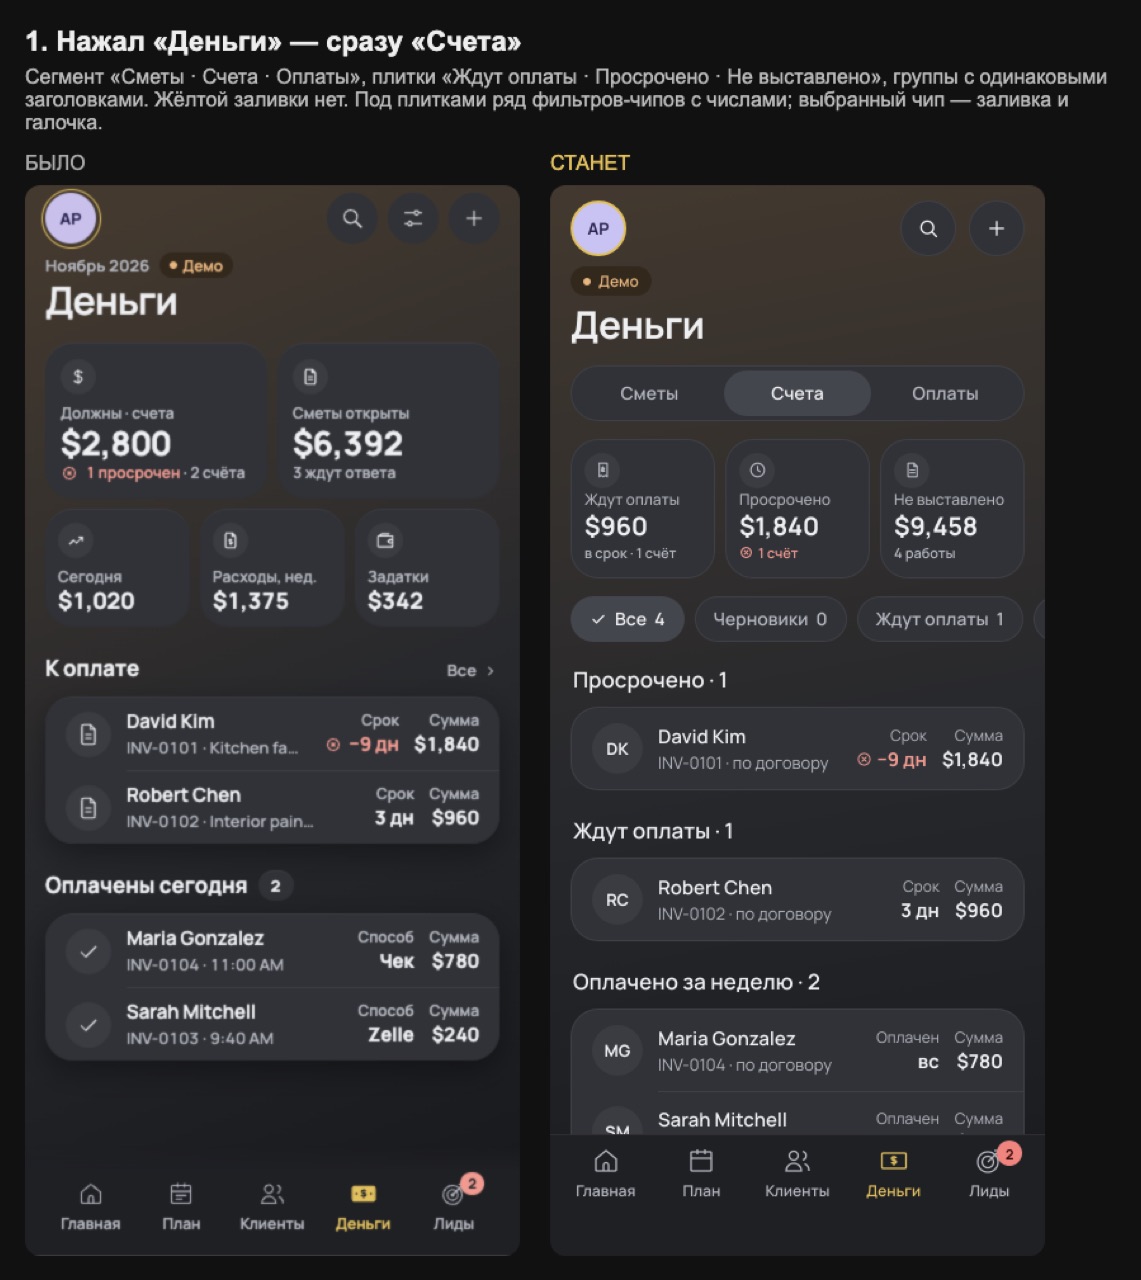 1. Нажал «Деньги» — сразу «Счета»
Сегмент «Сметы · Счета · Оплаты», плитки «Ждут оплаты · Просрочено · Не выставлено», группы с одинаковыми
заголовками. Жёлтой заливки нет. Под плитками ряд фильтров-чипов с числами; выбранный чип — заливка и
галочка.
БЫЛО
AP
Ноябрь 2026 • Демо
Деньги
$
Должны · счета
$2,800
1 просрочен · 2 счёта
Сметы открыты
$6,392
3 ждут ответа
Сегодня
$1,020
Расходы, нед.
$1,375
Задатки
$342
К оплате
Все >
David Kim
INV-0101 · Kitchen fa...
Срок
−9 дн
Сумма
$1,840
Robert Chen
INV-0102 · Interior pain...
Срок
3 дн
Сумма
$960
Оплачены сегодня 2
Maria Gonzalez
INV-0104 · 11:00 AM
Способ
Чек
Сумма
$780
Sarah Mitchell
INV-0103 · 9:40 AM
Способ
Zelle
Сумма
$240
Главная
План
Клиенты
Деньги
2
Лиды
СТАНЕТ
AP
• Демо
Деньги
Сметы
Счета
Оплаты
Ждут оплаты
$960
в срок · 1 счёт
Просрочено
$1,840
1 счёт
Не выставлено
$9,458
4 работы
Все 4
Черновики 0
Ждут оплаты 1
Просрочено · 1
DK
David Kim
INV-0101 · по договору
Срок
−9 дн
Сумма
$1,840
Ждут оплаты · 1
RC
Robert Chen
INV-0102 · по договору
Срок
3 дн
Сумма
$960
Оплачено за неделю · 2
MG
Maria Gonzalez
INV-0104 · по договору
Оплачен
вс
Сумма
$780
SM
Sarah Mitchell
Оплачен
Сумма
Главная
План
Клиенты
$
Деньги
2
Лиды